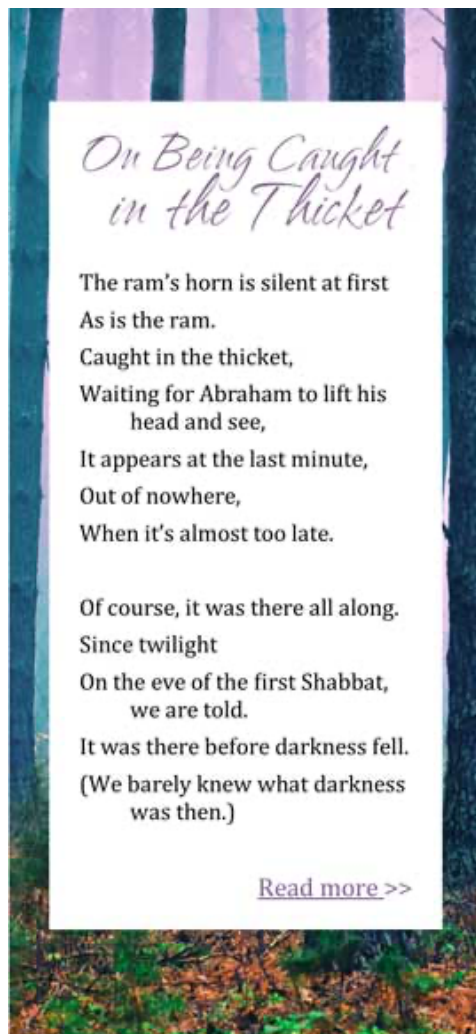 On Being Caught
in the Thicket
The ram's horn is silent at first
As is the ram.
Caught in the thicket,
Waiting for Abraham to lift his
head and see,
It appears at the last minute,
Out of nowhere,
When it's almost too late.
Of course, it was there all along.
Since twilight
On the eve of the first Shabbat,
we are told.
It was there before darkness fell.
(We barely knew what darkness
was then.)
Read more >>